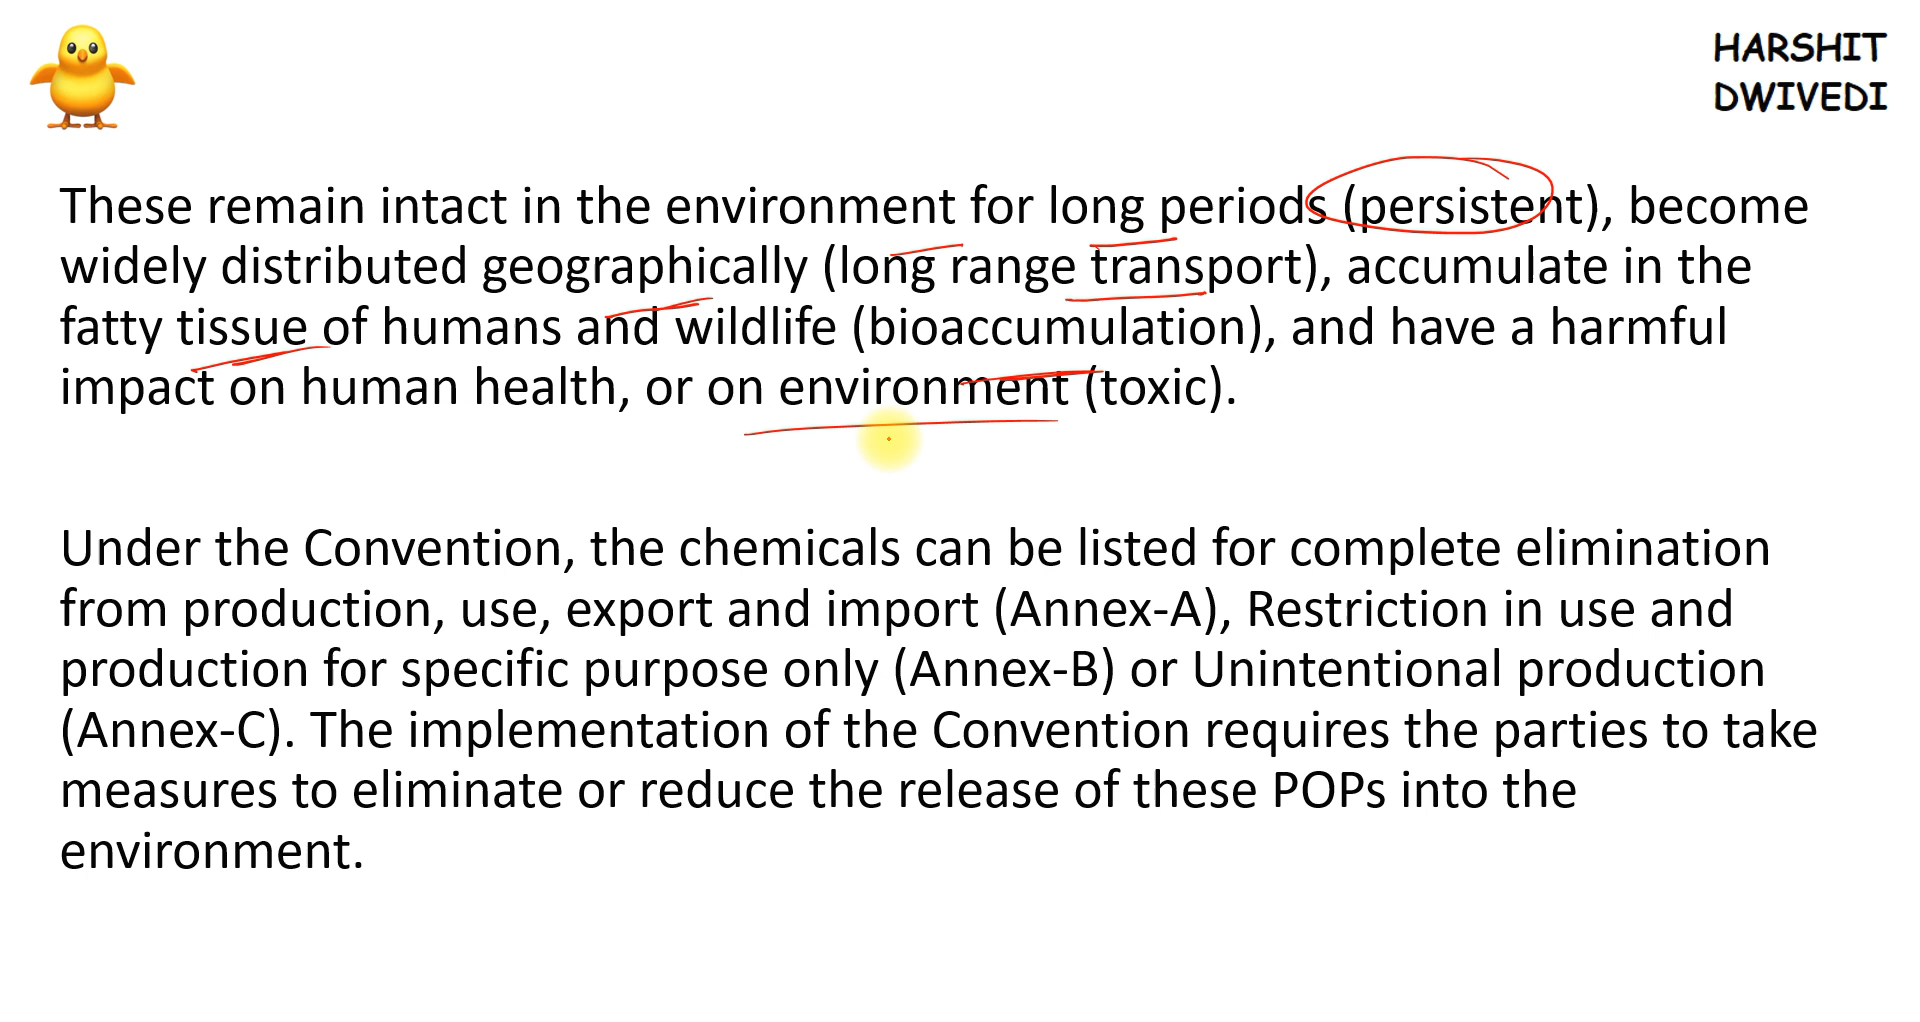 HARSHIT
DWIVEDI
These remain intact in the environment for long periods (persistent), become
widely distributed geographically (long range transport), accumulate in the
fatty tissue of humans and wildlife (bioaccumulation), and have a harmful
impact on human health, or on environment (toxic).
Under the Convention, the chemicals can be listed for complete elimination
from production, use, export and import (Annex-A), Restriction in use and
production for specific purpose only (Annex-B) or Unintentional production
(Annex-C). The implementation of the Convention requires the parties to take
measures to eliminate or reduce the release of these POPs into the
environment.